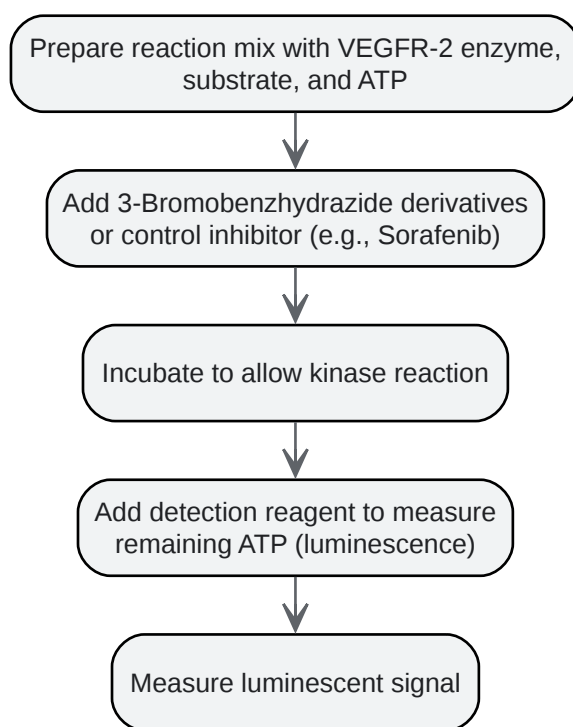 Prepare reaction mix with VEGFR-2 enzyme,
substrate, and ATP
Add 3-Bromobenzhydrazide derivatives
or control inhibitor (e.g., Sorafenib)
Incubate to allow kinase reaction
Add detection reagent to measure
remaining ATP (luminescence)
Measure luminescent signal